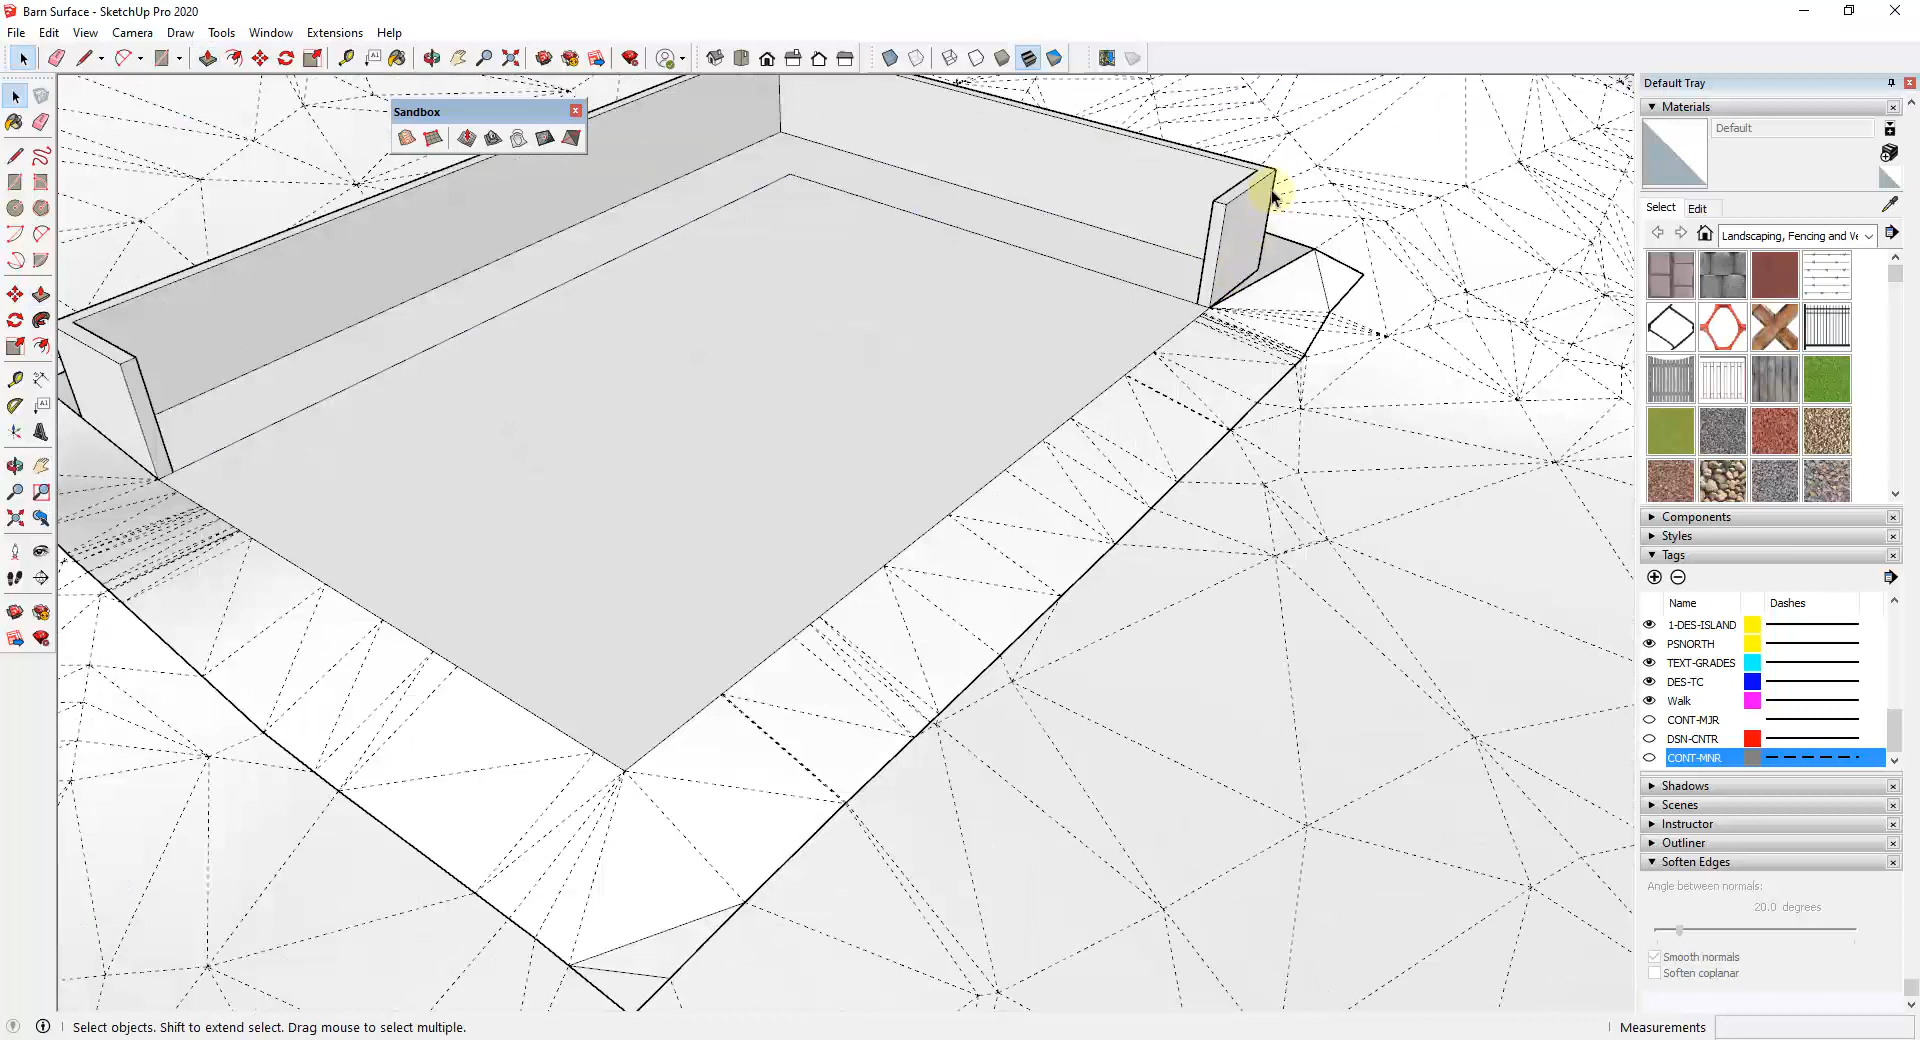 Barn Surface - SketchUp Pro 2020
File Edit View Camera Draw Tools Window Extensions Help
Default Tray
Sandbox
Materials
Default
Select Edit
Landscaping, Fencing and Ve
Components
Styles
Tags
Name Dashes
1-DES-ISLAND
PSNORTH
TEXT-GRADES
DES-TC
Walk
CONT-MJR
DSN-CNTR
CONT-MNR
Shadows
Scenes
Instructor
Outliner
Soften Edges
Angle between normals:
20.0 degrees
Smooth normals
Soften coplanar
Select objects. Shift to extend select. Drag mouse to select multiple.
Measurements